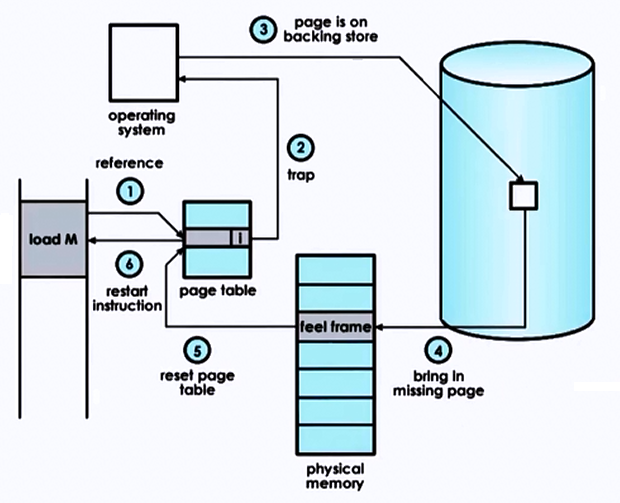 3
page is on
backing store
operating
system
2
trap
reference
1
load M
i
6
restart
instruction
page table
feel frame
5
reset page
table
4
bring in
missing page
physical
memory